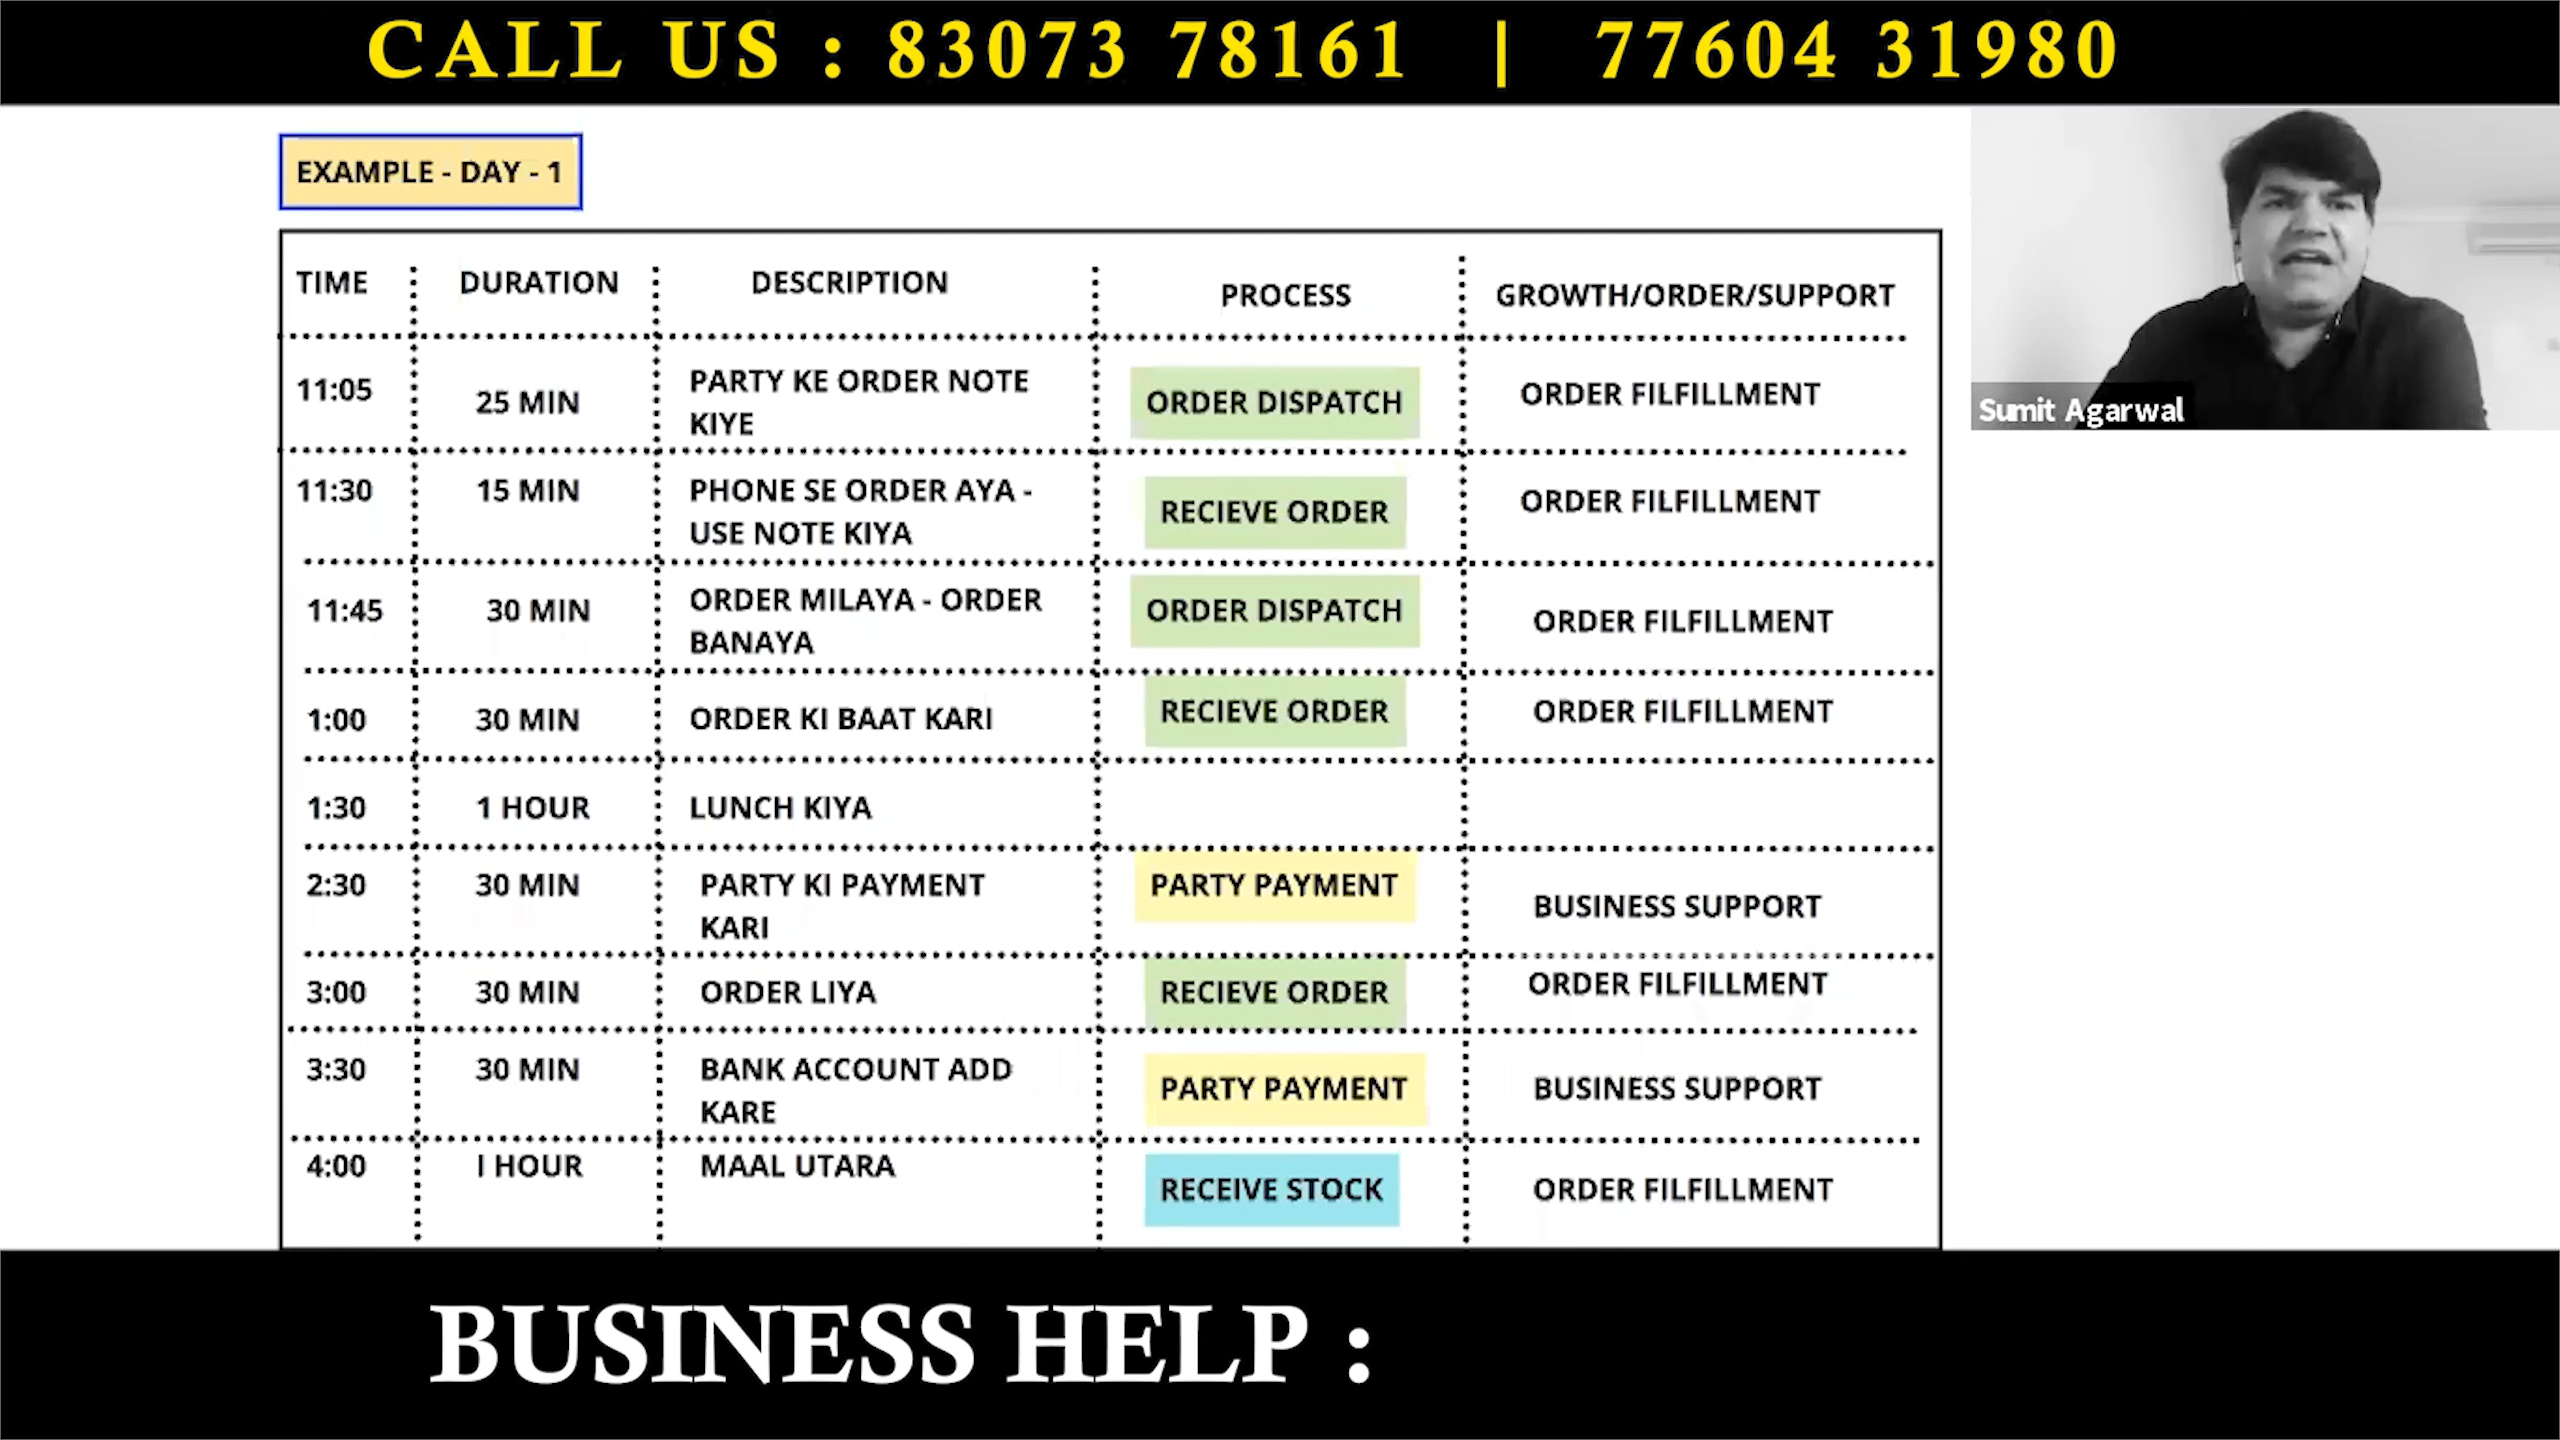 CALL US : 83073 78161 | 77604 31980
EXAMPLE - DAY - 1
TIME DURATION DESCRIPTION PROCESS GROWTH/ORDER/SUPPORT
11:05 25 MIN PARTY KE ORDER NOTE ORDER DISPATCH ORDER FILFILLMENT
KIYE
11:30 15 MIN PHONE SE ORDER AYA - RECIEVE ORDER ORDER FILFILLMENT
USE NOTE KIYA
11:45 30 MIN ORDER MILAYA - ORDER ORDER DISPATCH ORDER FILFILLMENT
BANAYA
1:00 30 MIN ORDER KI BAAT KARI RECIEVE ORDER ORDER FILFILLMENT
1:30 1 HOUR LUNCH KIYA
2:30 30 MIN PARTY KI PAYMENT PARTY PAYMENT BUSINESS SUPPORT
KARI
3:00 30 MIN ORDER LIYA RECIEVE ORDER ORDER FILFILLMENT
3:30 30 MIN BANK ACCOUNT ADD PARTY PAYMENT BUSINESS SUPPORT
KARE
4:00 I HOUR MAAL UTARA RECEIVE STOCK ORDER FILFILLMENT
Sumit Agarwal
BUSINESS HELP :